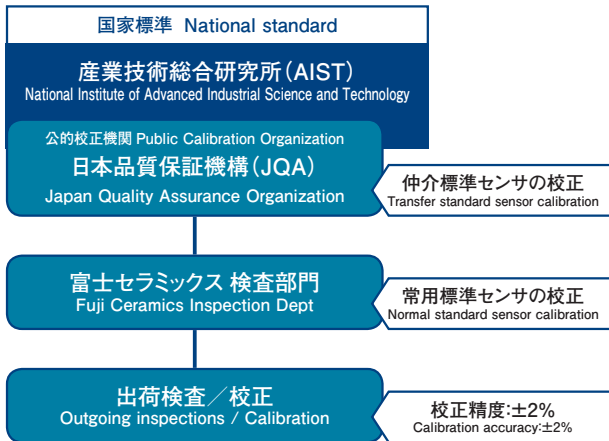 国家標準 National standard
産業技術総合研究所(AIST)
National Institute of Advanced Industrial Science and Technology
公的校正機関 Public Calibration Organization
日本品質保証機構(JQA)
Japan Quality Assurance Organization
仲介標準センサの校正
Transfer standard sensor calibration
富士セラミックス 検査部門
Fuji Ceramics Inspection Dept
常用標準センサの校正
Normal standard sensor calibration
出荷検査/校正
Outgoing inspections / Calibration
校正精度:±2%
Calibration accuracy:±2%